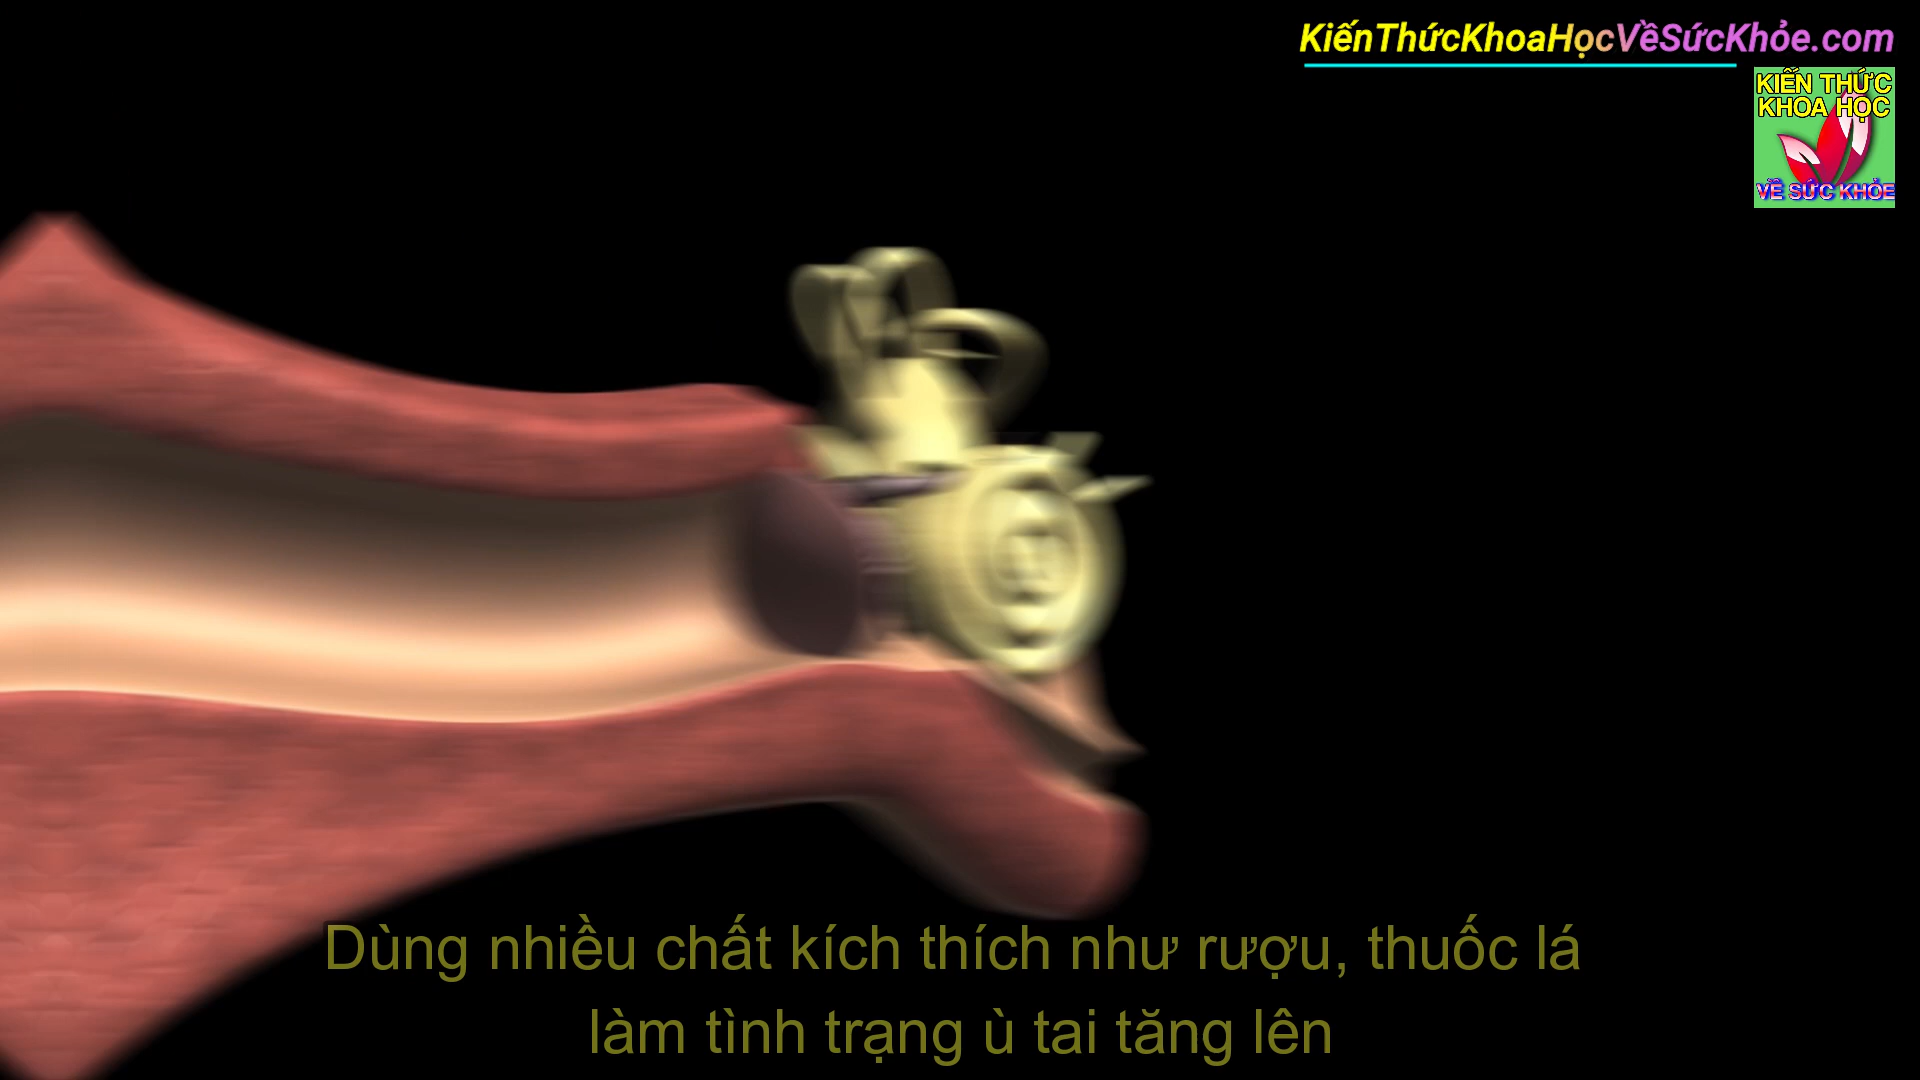 KiếnThứcKhoaHọcVềSứcKhỏe.com
KIẾN THỨC
KHOA HỌC
VỀ SỨC KHỎE
Dùng nhiều chất kích thích như rượu, thuốc lá
làm tình trạng ù tai tăng lên